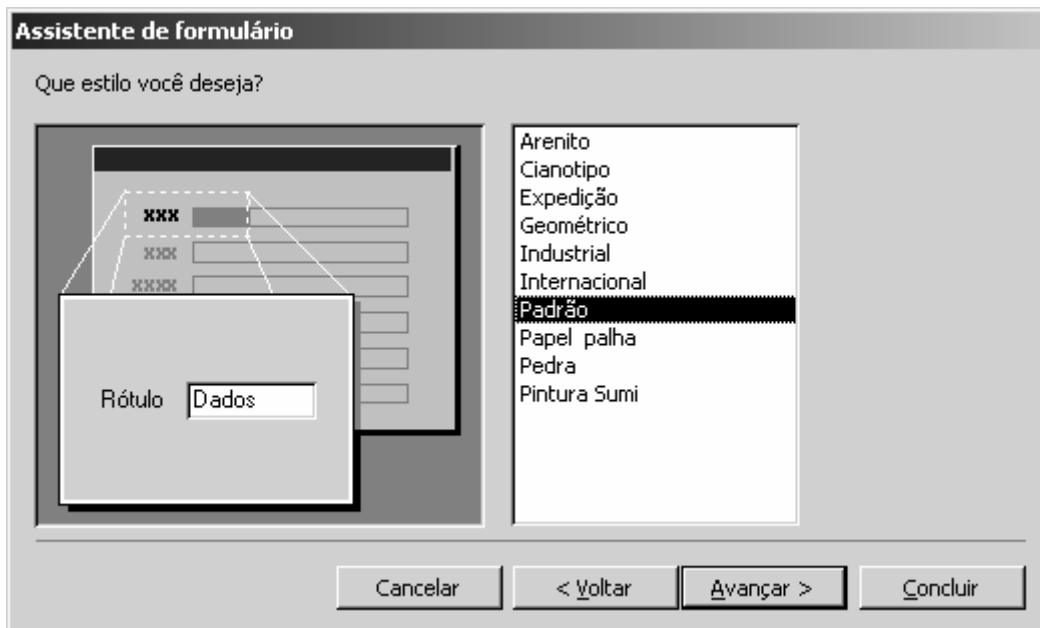 Assistente de formulário
Que estilo você deseja?
xxx
xxx
xxxx
Rótulo Dados
Arenito
Cianotipo
Expedição
Geométrico
Industrial
Internacional
Padrão
Papel palha
Pedra
Pintura Sumi
Cancelar < Voltar Avançar > Concluir